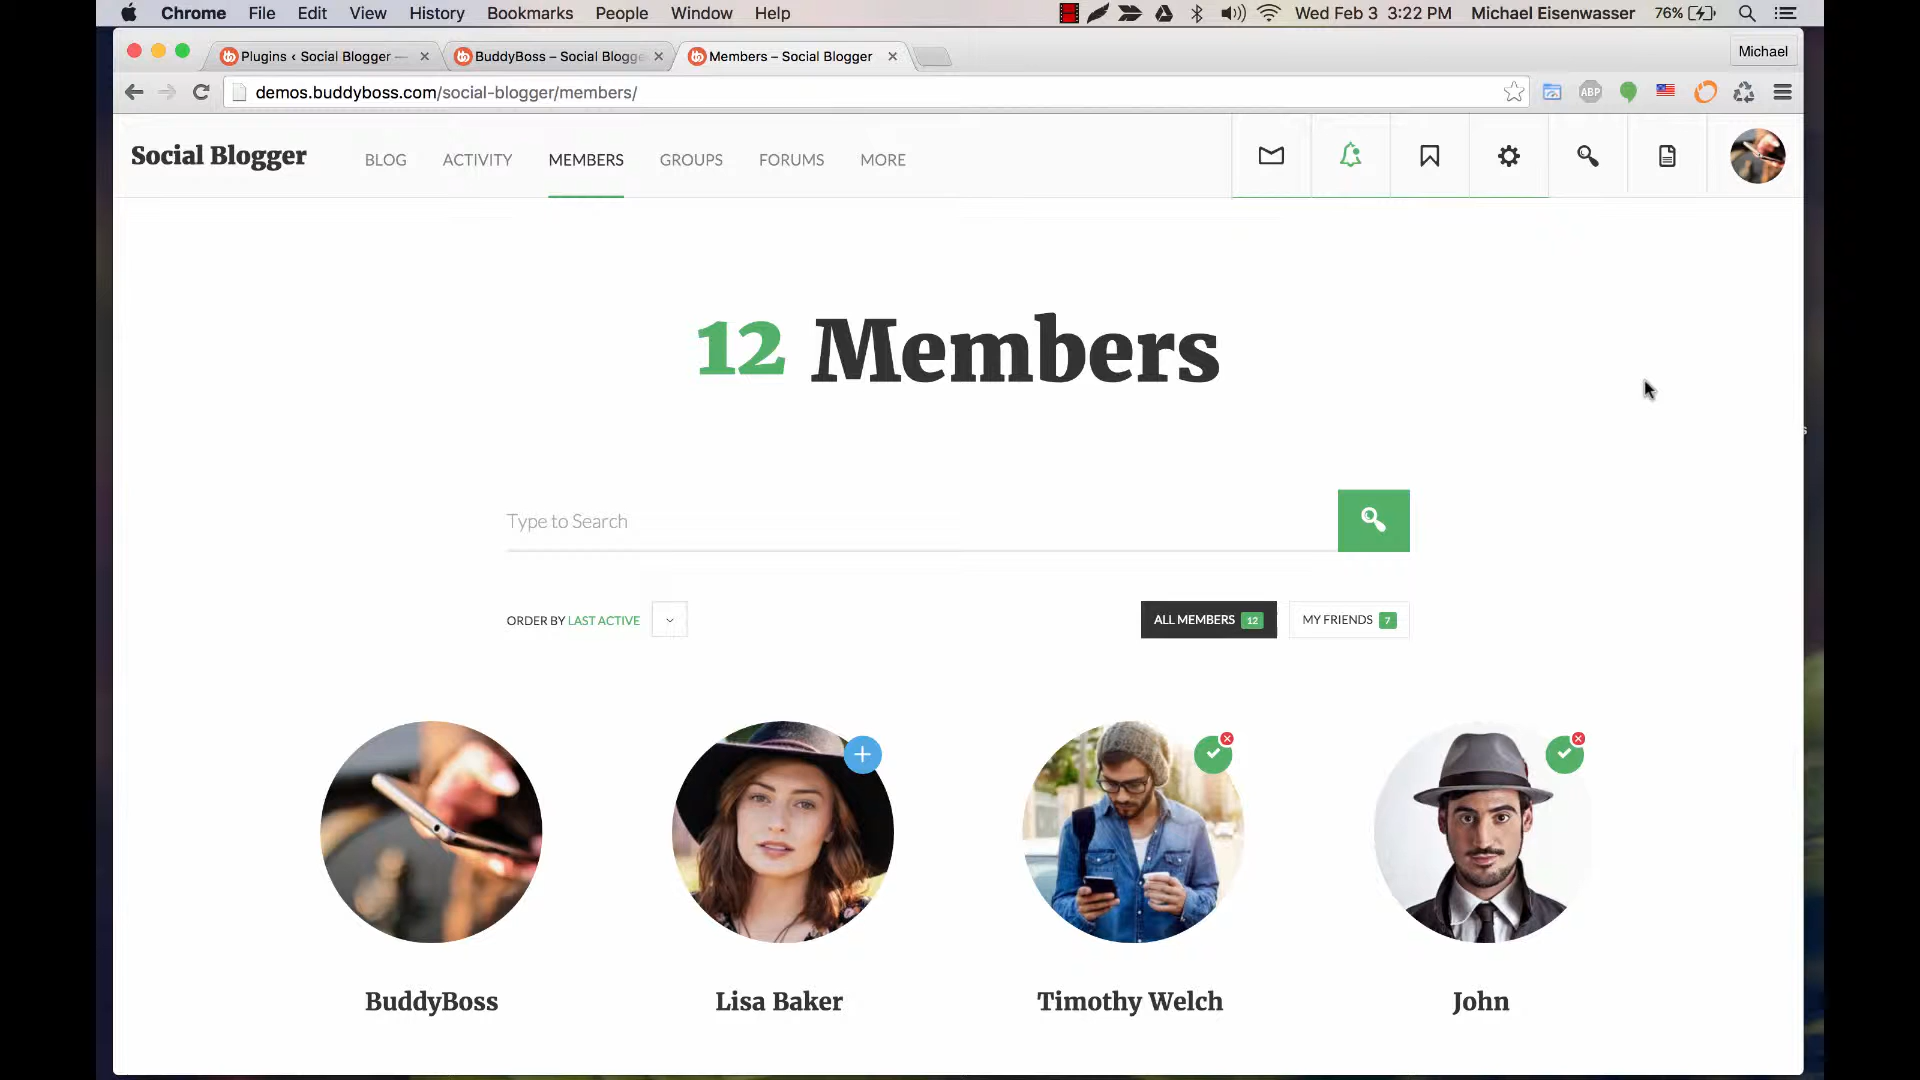 Chrome File Edit View History Bookmarks People Window Help Wed Feb 3 3:22 PM Michael Eisenwasser 76%
Plugins ‹ Social Blogger — BuddyBoss – Social Blogge Members – Social Blogger Michael
demos.buddyboss.com/social-blogger/members/ ABP
Social Blogger BLOG ACTIVITY MEMBERS GROUPS FORUMS MORE
12 Members
Type to Search
ORDER BY LAST ACTIVE ALL MEMBERS 12 MY FRIENDS 7
BuddyBoss Lisa Baker Timothy Welch John